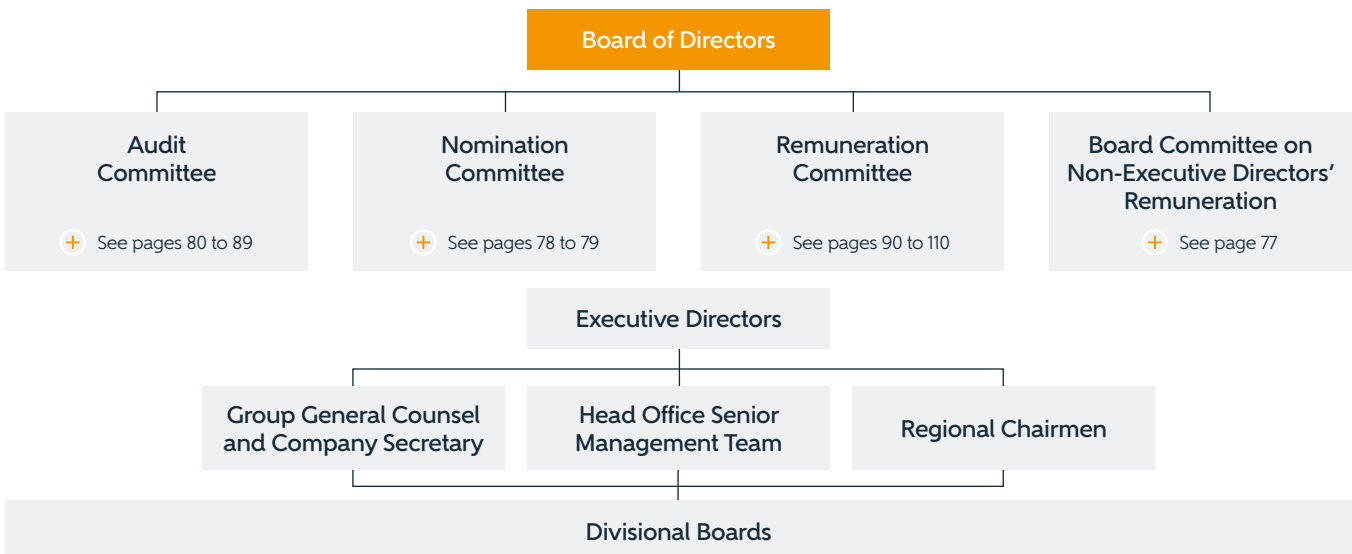 Board of Directors
Audit
Committee
See pages 80 to 89
Nomination
Committee
See pages 78 to 79
Remuneration
Committee
See pages 90 to 110
Board Committee on
Non-Executive Directors’
Remuneration
See page 77
Executive Directors
Group General Counsel
and Company Secretary
Head Office Senior
Management Team
Regional Chairmen
Divisional Boards